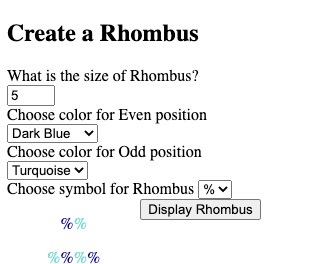 Create a Rhombus
What is the size of Rhombus?
5
Choose color for Even position
Dark Blue
Choose color for Odd position
Turquoise
Choose symbol for Rhombus %
Display Rhombus
%%
%%%%